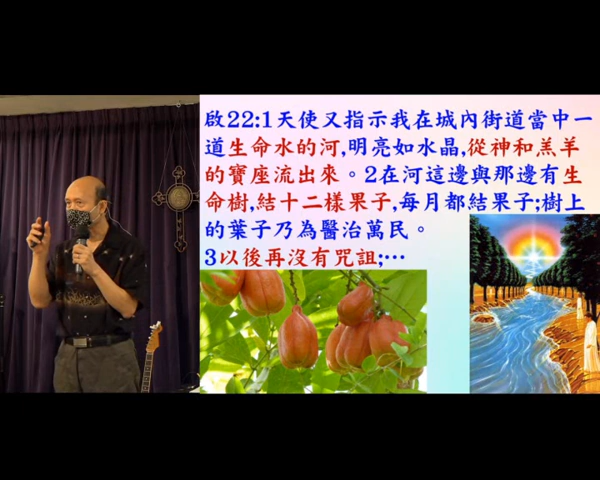 啟22:1天使又指示我在城內街道當中一
道生命水的河,明亮如水晶,從神和羔羊
的寶座流出來。2在河這邊與那邊有生
命樹,結十二樣果子,每月都結果子;樹上
的葉子乃為醫治萬民。
3以後再沒有咒詛;…